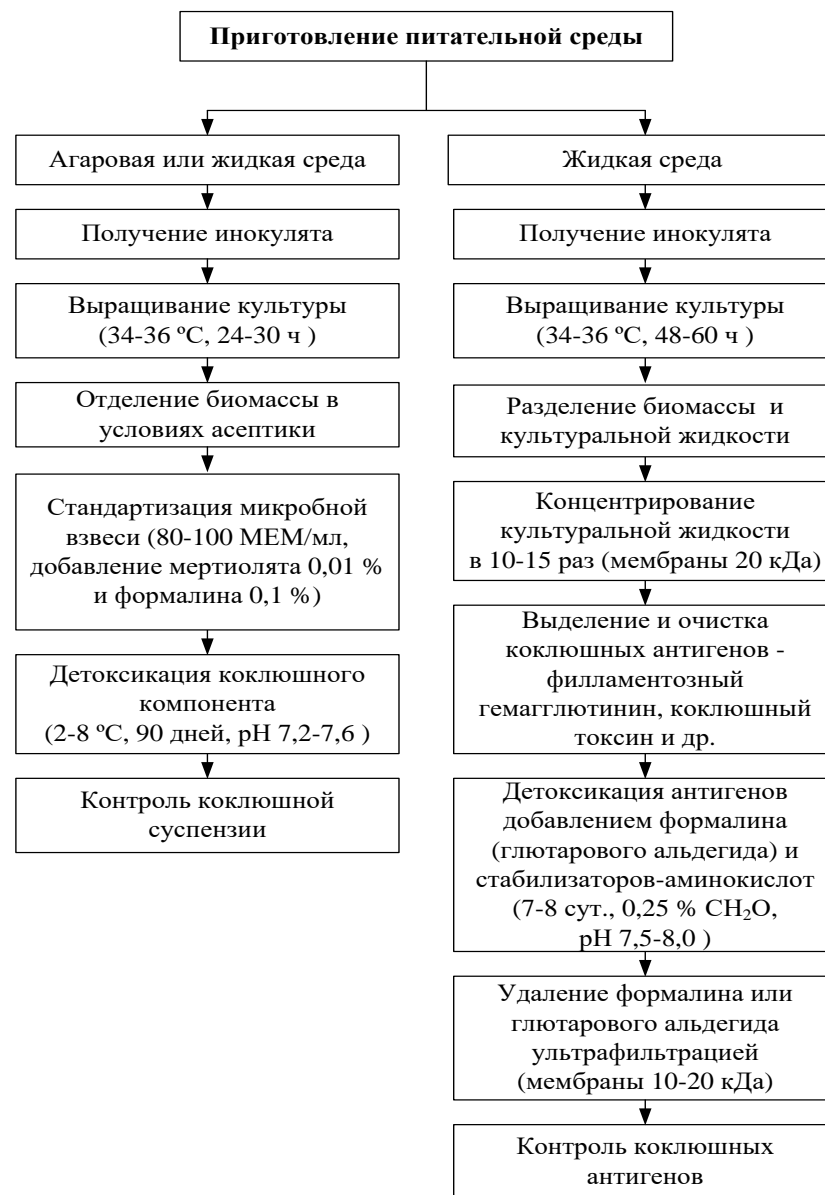 Приготовление питательной среды
Агаровая или жидкая среда
Получение инокулята
Выращивание культуры
(34-36 ºС, 24-30 ч )
Отделение биомассы в
условиях асептики
Стандартизация микробной
взвеси (80-100 МЕМ/мл,
добавление мертиолята 0,01 %
и формалина 0,1 %)
Детоксикация коклюшного
компонента
(2-8 ºС, 90 дней, pH 7,2-7,6 )
Контроль коклюшной
суспензии
Жидкая среда
Получение инокулята
Выращивание культуры
(34-36 ºС, 48-60 ч )
Разделение биомассы и
культуральной жидкости
Концентрирование
культуральной жидкости
в 10-15 раз (мембраны 20 кДа)
Выделение и очистка
коклюшных антигенов -
филламентозный
гемагглютинин, коклюшный
токсин и др.
Детоксикация антигенов
добавлением формалина
(глютарового альдегида) и
стабилизаторов-аминокислот
(7-8 сут., 0,25 % CH₂O,
pH 7,5-8,0 )
Удаление формалина или
глютарового альдегида
ультрафильтрацией
(мембраны 10-20 кДа)
Контроль коклюшных
антигенов